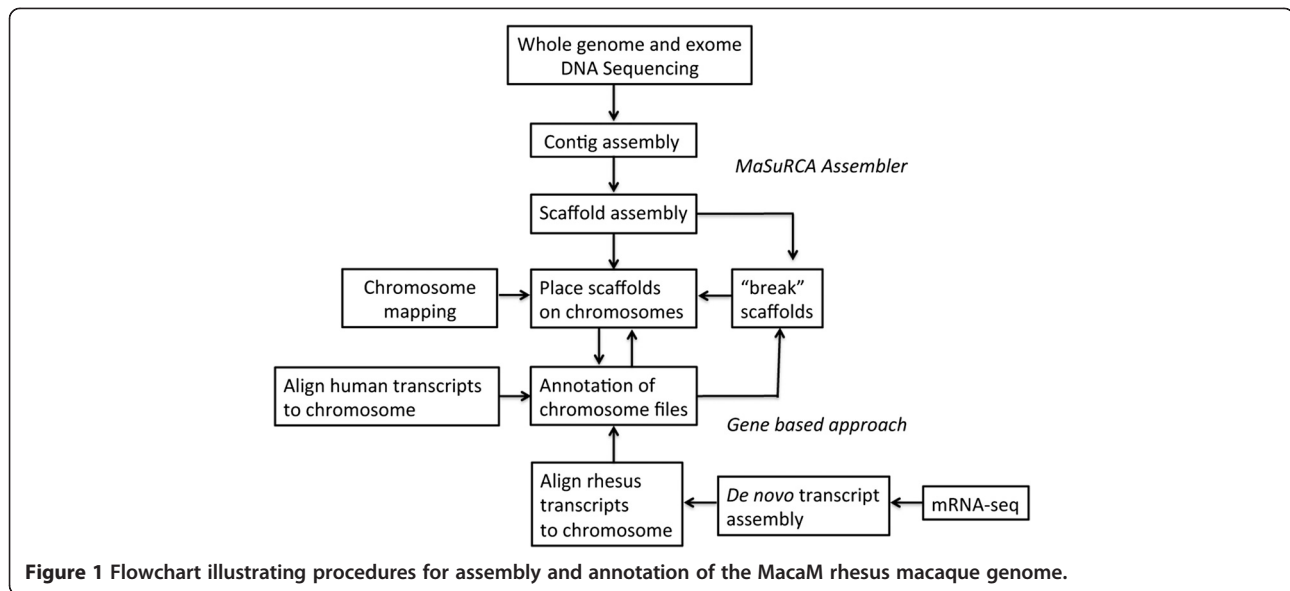 Whole genome and exome
DNA Sequencing
Contig assembly
MaSuRCA Assembler
Scaffold assembly
Chromosome
mapping
Place scaffolds
on chromosomes
“break”
scaffolds
Align human transcripts
to chromosome
Annotation of
chromosome files
Gene based approach
Align rhesus
transcripts
to chromosome
De novo transcript
assembly
mRNA-seq
Figure 1 Flowchart illustrating procedures for assembly and annotation of the MacaM rhesus macaque genome.